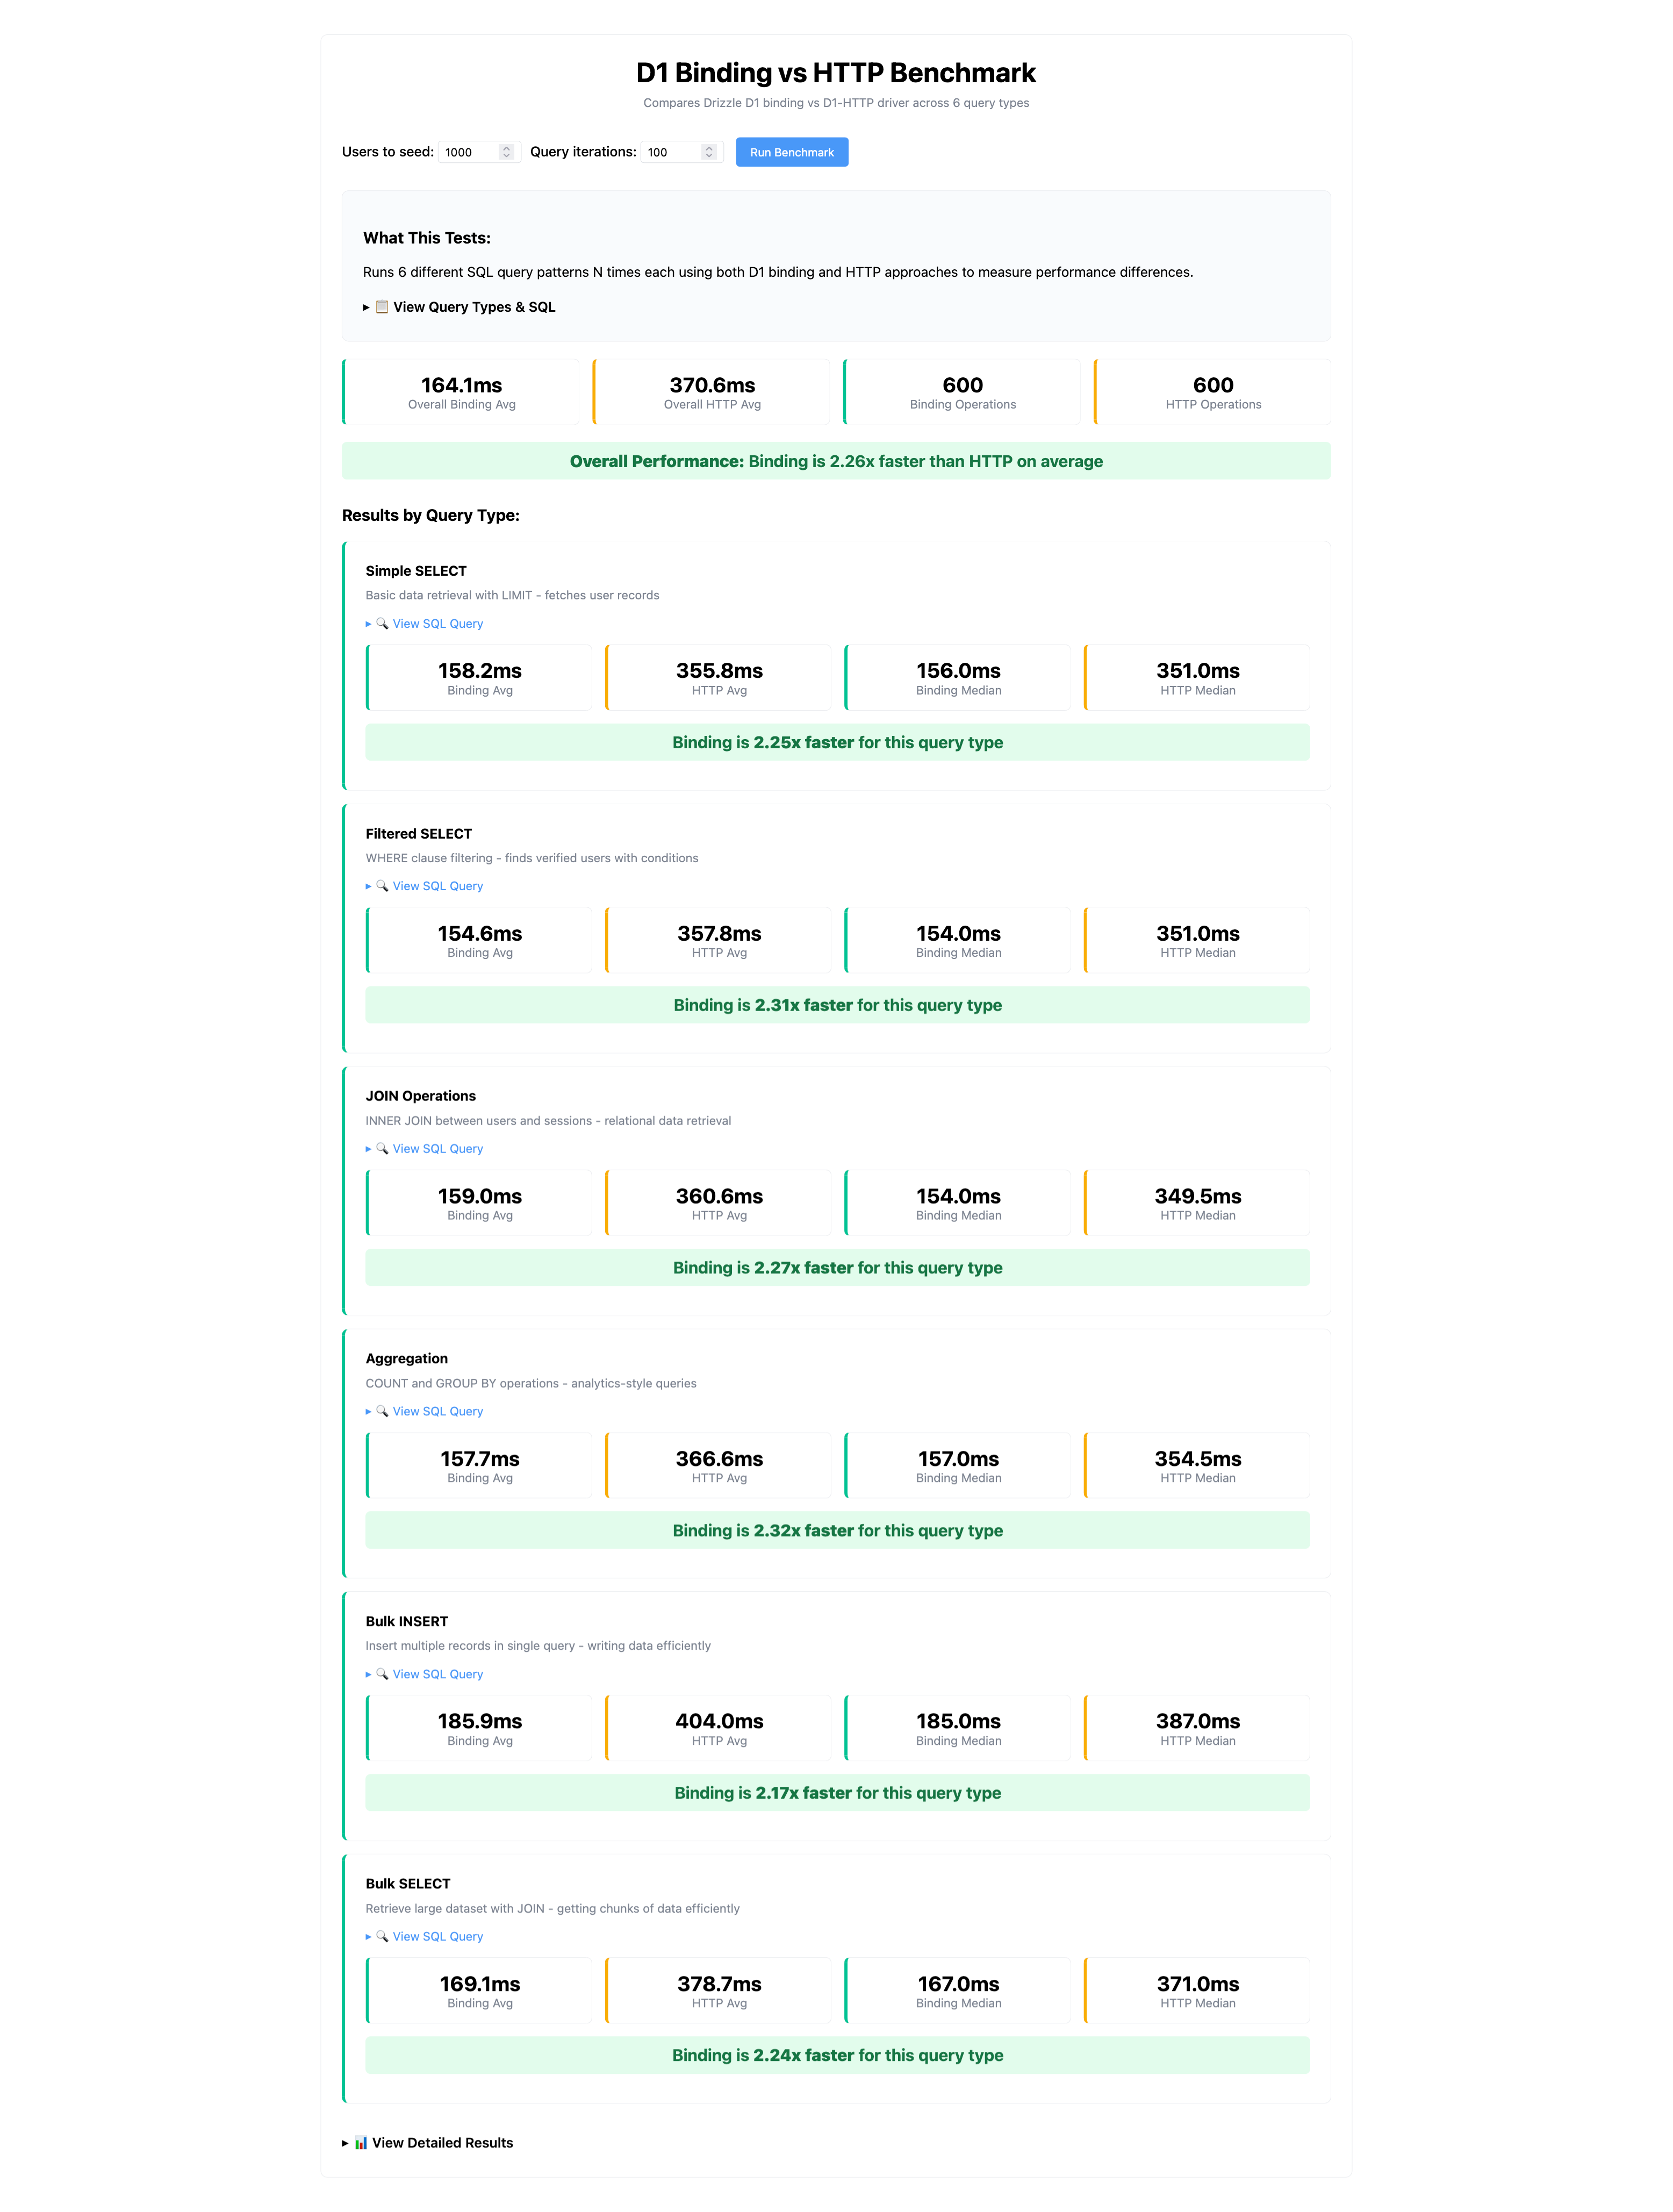 D1 Binding vs HTTP Benchmark
Compares Drizzle D1 binding vs D1-HTTP driver across 6 query types
Users to seed: 1000 Query iterations: 100 Run Benchmark
What This Tests:
Runs 6 different SQL query patterns N times each using both D1 binding and HTTP approaches to measure performance differences.
▸ 📋 View Query Types & SQL
164.1ms 370.6ms 600 600
Overall Binding Avg Overall HTTP Avg Binding Operations HTTP Operations
Overall Performance: Binding is 2.26x faster than HTTP on average
Results by Query Type:
Simple SELECT
Basic data retrieval with LIMIT - fetches user records
▸ 🔍 View SQL Query
158.2ms 355.8ms 156.0ms 351.0ms
Binding Avg HTTP Avg Binding Median HTTP Median
Binding is 2.25x faster for this query type
Filtered SELECT
WHERE clause filtering - finds verified users with conditions
▸ 🔍 View SQL Query
154.6ms 357.8ms 154.0ms 351.0ms
Binding Avg HTTP Avg Binding Median HTTP Median
Binding is 2.31x faster for this query type
JOIN Operations
INNER JOIN between users and sessions - relational data retrieval
▸ 🔍 View SQL Query
159.0ms 360.6ms 154.0ms 349.5ms
Binding Avg HTTP Avg Binding Median HTTP Median
Binding is 2.27x faster for this query type
Aggregation
COUNT and GROUP BY operations - analytics-style queries
▸ 🔍 View SQL Query
157.7ms 366.6ms 157.0ms 354.5ms
Binding Avg HTTP Avg Binding Median HTTP Median
Binding is 2.32x faster for this query type
Bulk INSERT
Insert multiple records in single query - writing data efficiently
▸ 🔍 View SQL Query
185.9ms 404.0ms 185.0ms 387.0ms
Binding Avg HTTP Avg Binding Median HTTP Median
Binding is 2.17x faster for this query type
Bulk SELECT
Retrieve large dataset with JOIN - getting chunks of data efficiently
▸ 🔍 View SQL Query
169.1ms 378.7ms 167.0ms 371.0ms
Binding Avg HTTP Avg Binding Median HTTP Median
Binding is 2.24x faster for this query type
▸ 📊 View Detailed Results